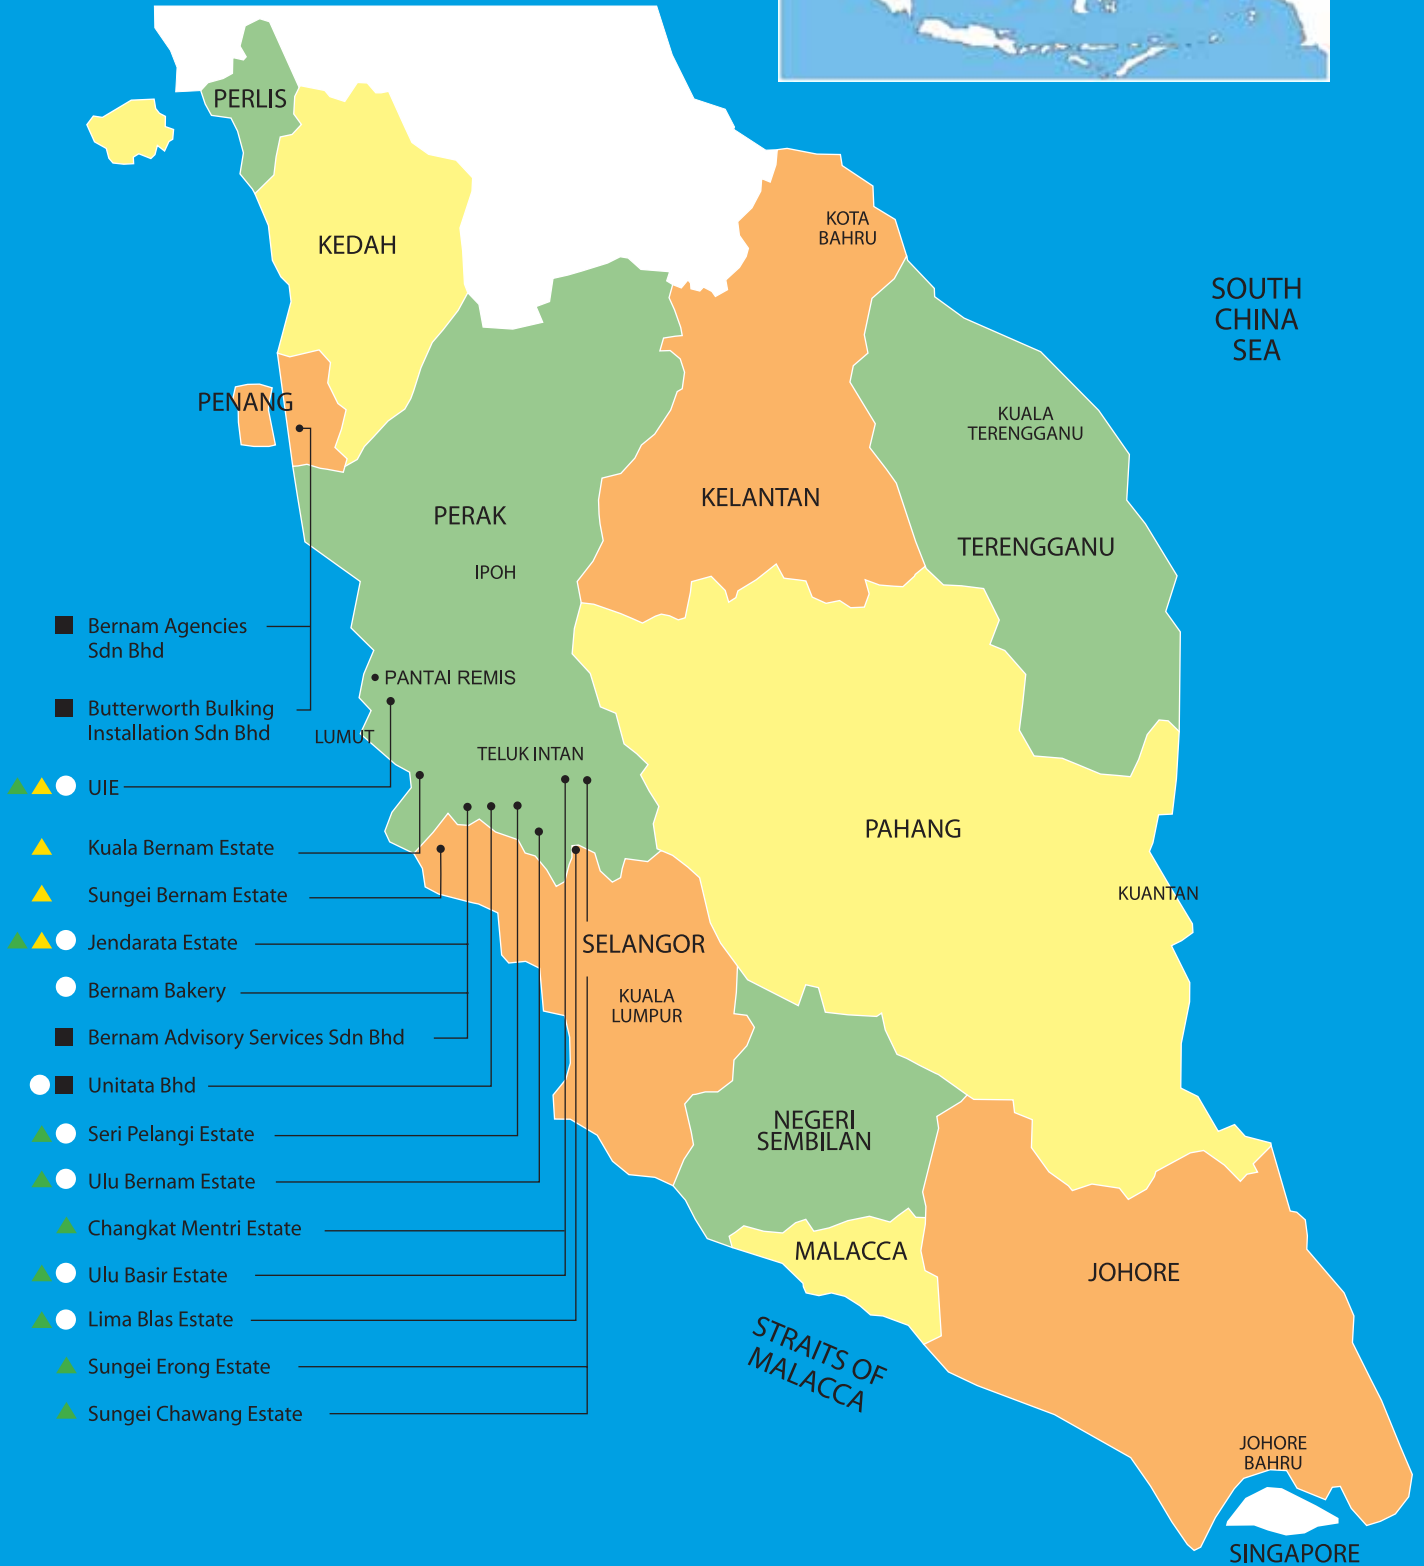 PERLIS
KEDAH
KOTA
BAHRU
SOUTH
CHINA
SEA
PENANG
KUALA
TERENGGANU
KELANTAN
PERAK
TERENGGANU
IPOH
Bernam Agencies
Sdn Bhd
PANTAI REMIS
Butterworth Bulking
Installation Sdn Bhd
LUMUT
TELUK INTAN
UIE
PAHANG
Kuala Bernam Estate
KUANTAN
Sungei Bernam Estate
Jendarata Estate
SELANGOR
Bernam Bakery
KUALA
LUMPUR
Bernam Advisory Services Sdn Bhd
Unitata Bhd
NEGERI
SEMBILAN
Seri Pelangi Estate
Ulu Bernam Estate
Changkat Mentri Estate
MALACCA
JOHORE
Ulu Basir Estate
Lima Blas Estate
STRAITS OF
MALACCA
Sungei Erong Estate
Sungei Chawang Estate
JOHORE
BAHRU
SINGAPORE